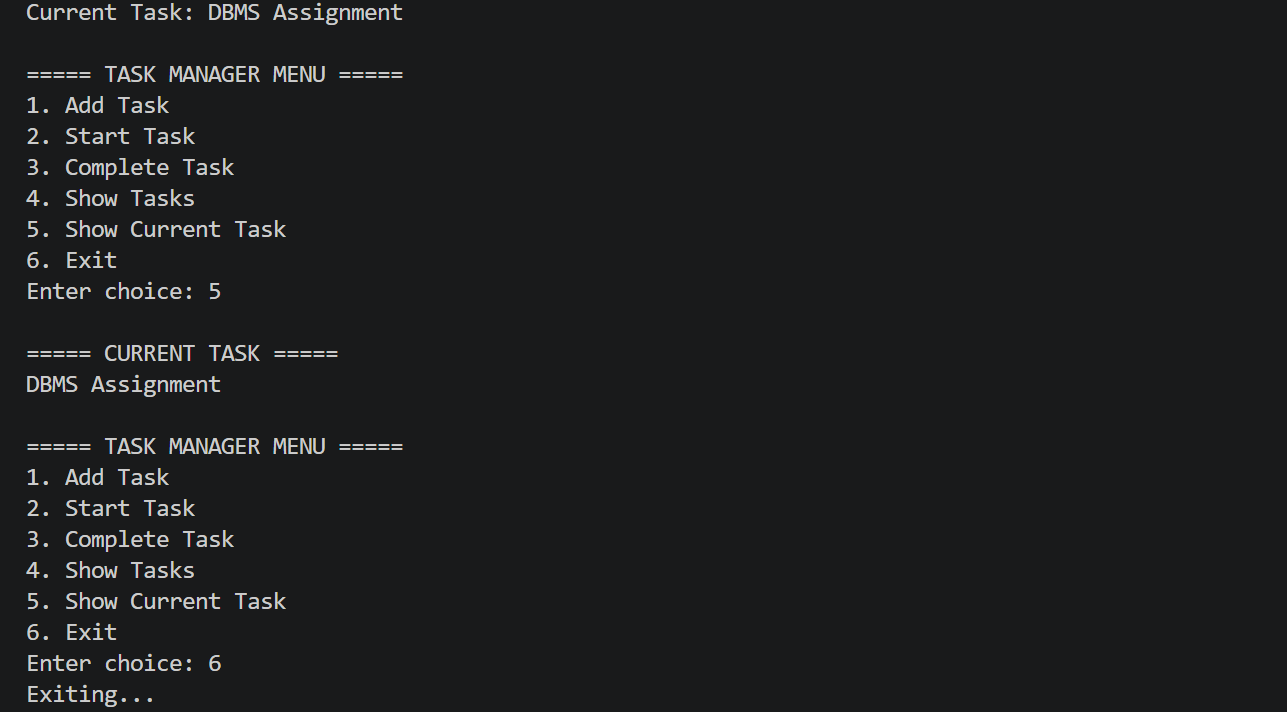 Current Task: DBMS Assignment
===== TASK MANAGER MENU =====
1. Add Task
2. Start Task
3. Complete Task
4. Show Tasks
5. Show Current Task
6. Exit
Enter choice: 5
===== CURRENT TASK =====
DBMS Assignment
===== TASK MANAGER MENU =====
1. Add Task
2. Start Task
3. Complete Task
4. Show Tasks
5. Show Current Task
6. Exit
Enter choice: 6
Exiting...